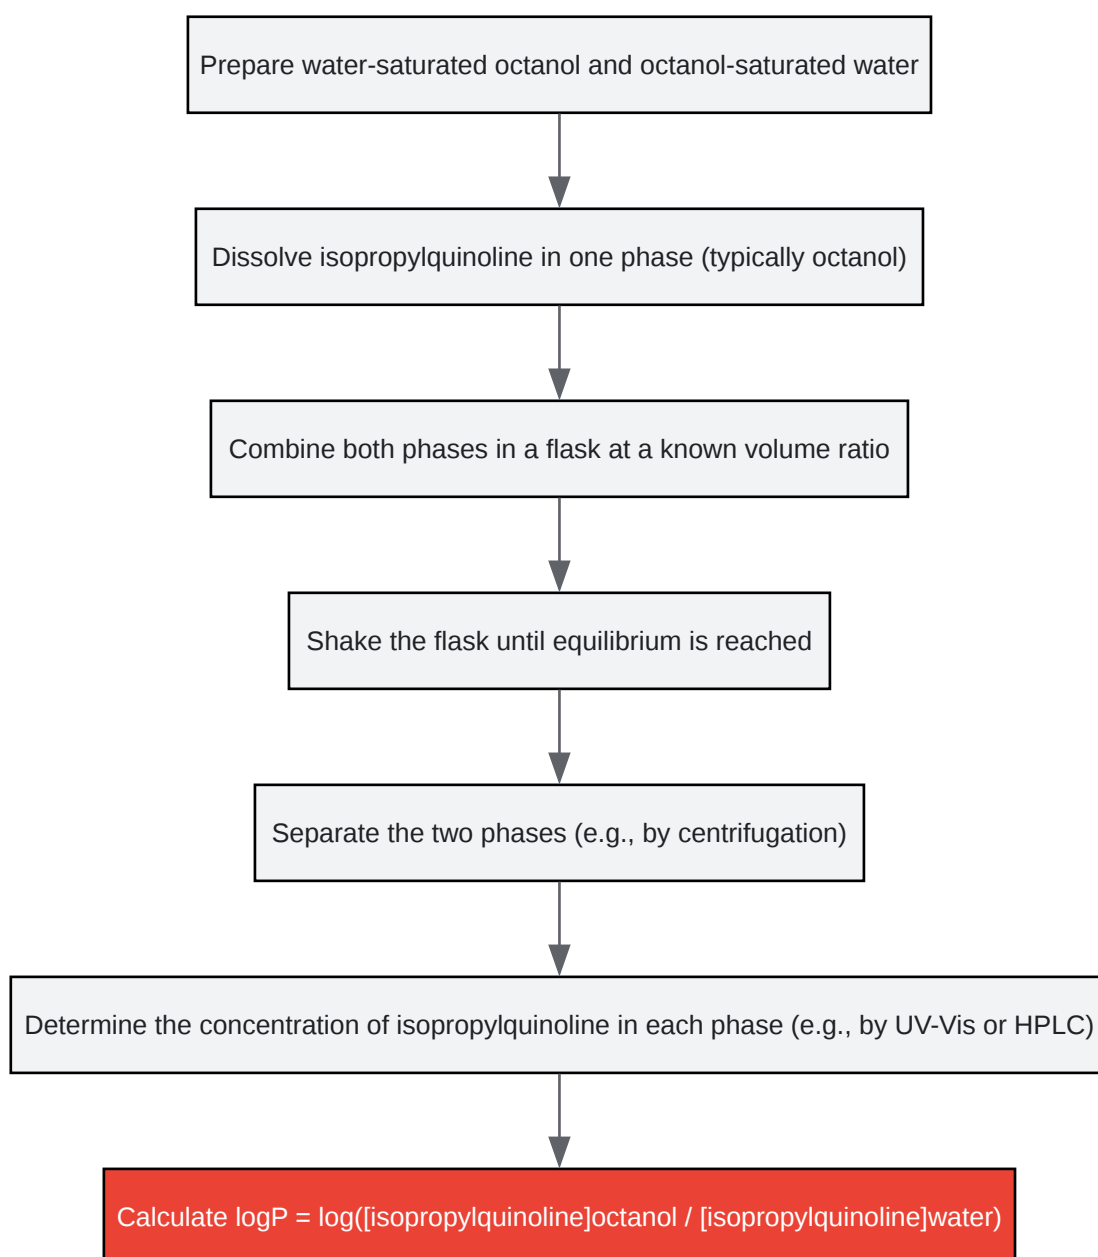 Prepare water-saturated octanol and octanol-saturated water
Dissolve isopropylquinoline in one phase (typically octanol)
Combine both phases in a flask at a known volume ratio
Shake the flask until equilibrium is reached
Separate the two phases (e.g., by centrifugation)
Determine the concentration of isopropylquinoline in each phase (e.g., by UV-Vis or HPLC)
Calculate logP = log([isopropylquinoline]octanol / [isopropylquinoline]water)